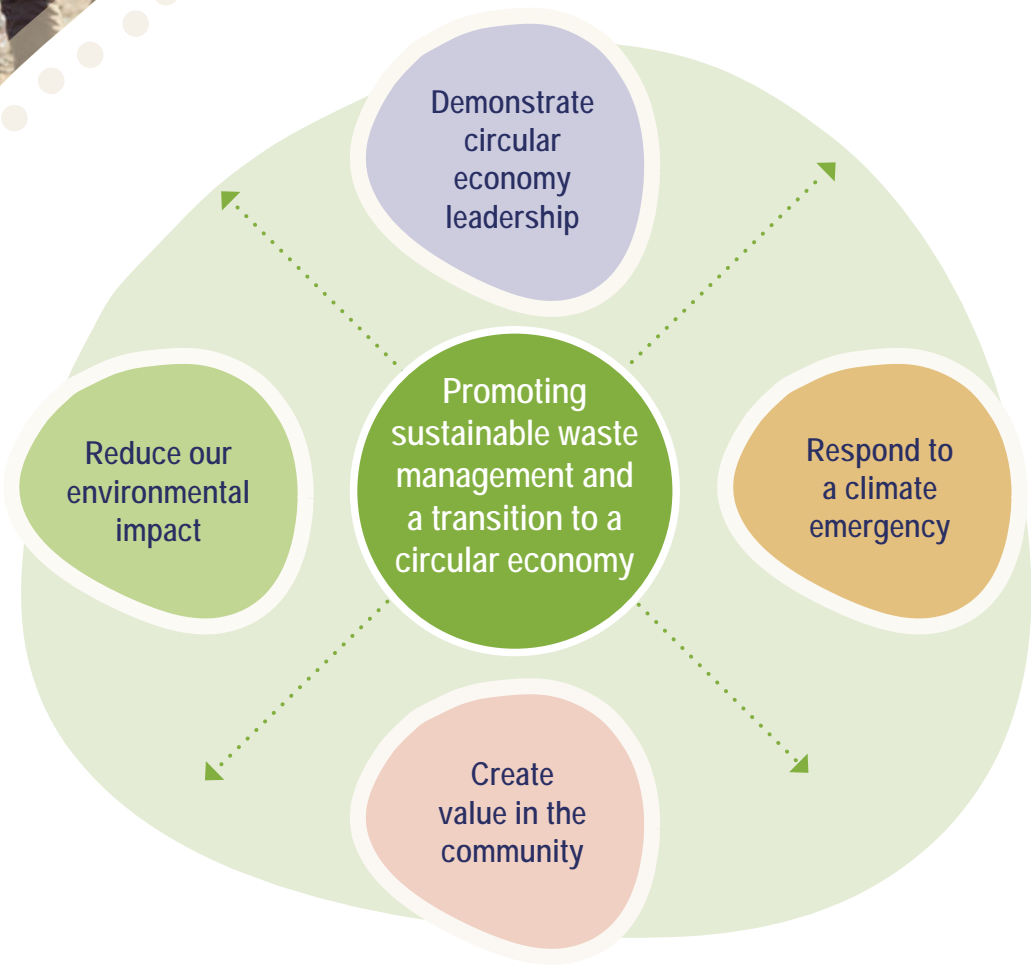 Demonstrate
circular
economy
leadership
Reduce our
environmental
impact
Promoting
sustainable waste
management and
a transition to a
circular economy
Respond to
a climate
emergency
Create
value in the
community